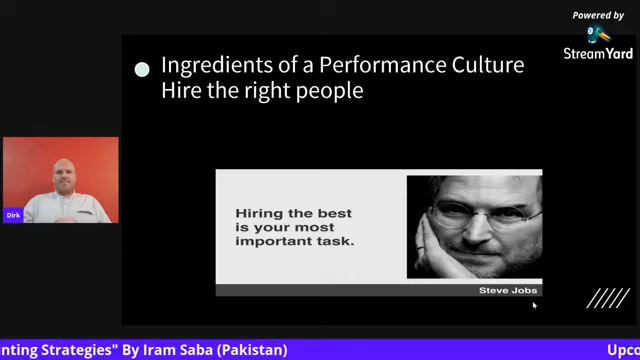 Powered by
StreamYard
Ingredients of a Performance Culture
Hire the right people
Hiring the best
is your most
important task.
Steve Jobs
Dirk
nting Strategies" By Iram Saba (Pakistan)
Upco